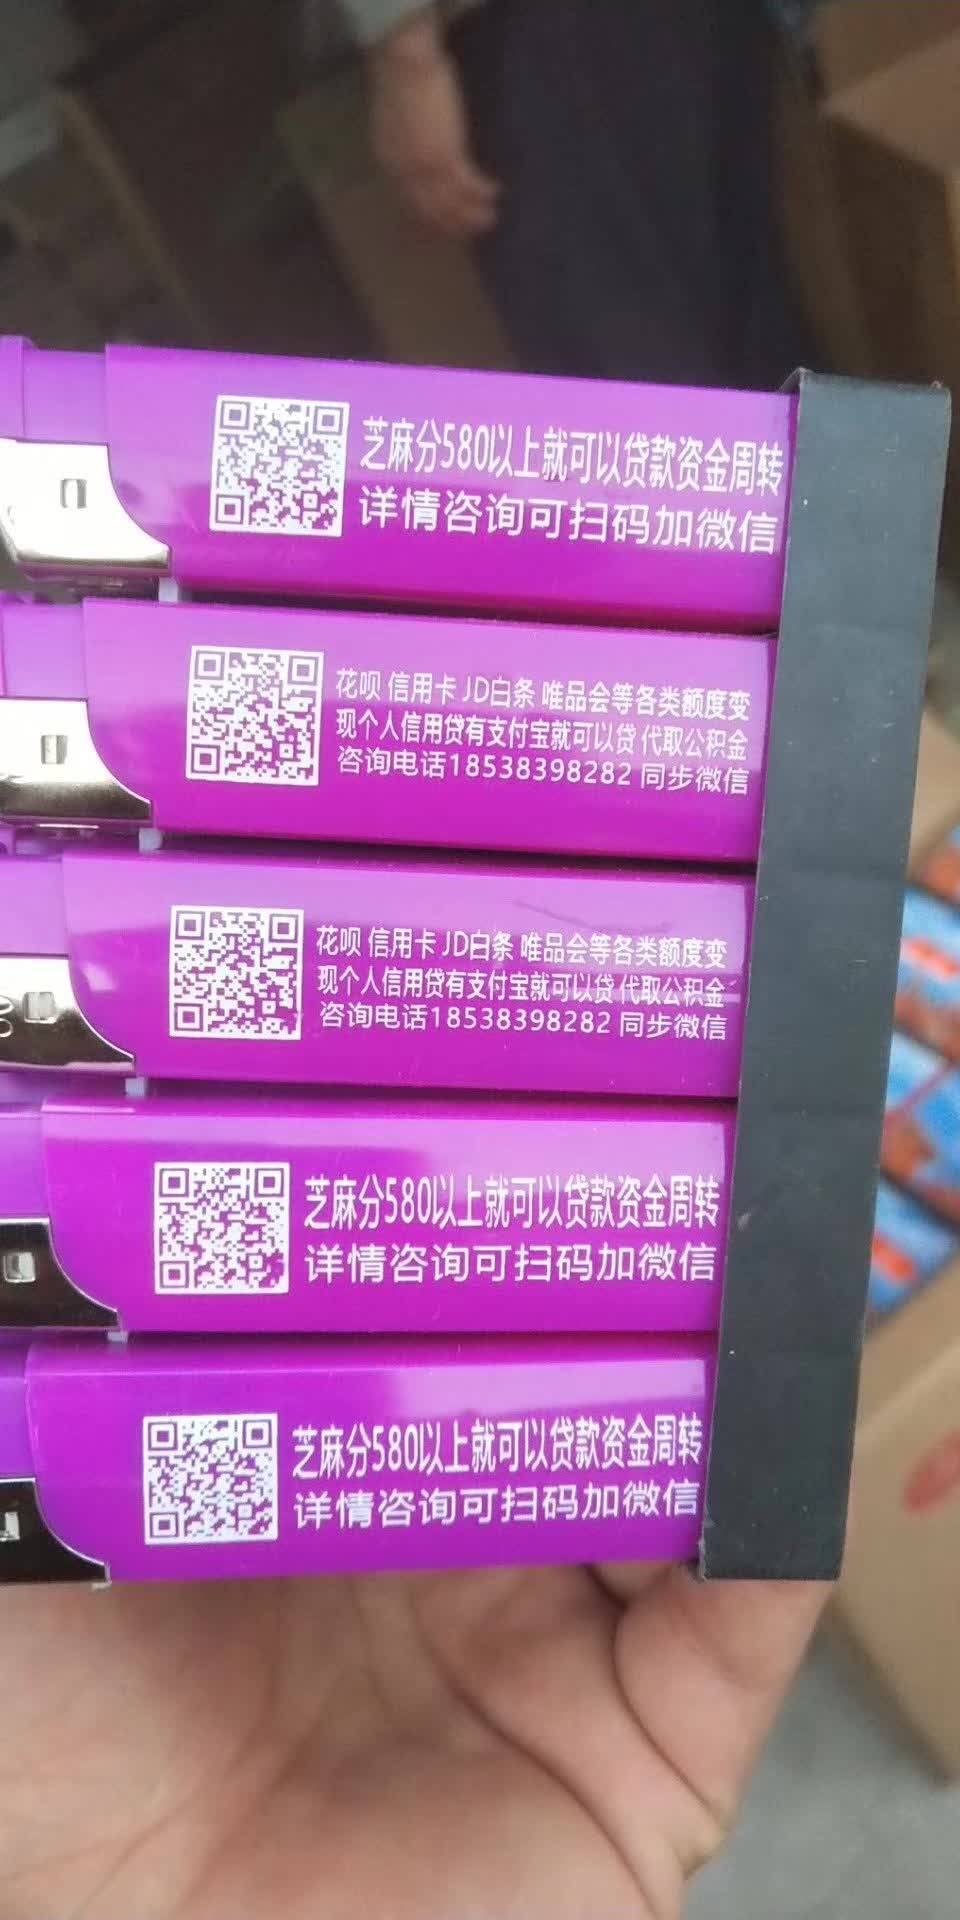 芝麻分580以上就可以贷款资金周转
详情咨询可扫码加微信
花呗 信用卡 JD白条 唯品会等各类额度变
现个人信用贷有支付宝就可以贷 代取公积金
咨询电话18538398282 同步微信
花呗 信用卡 JD白条 唯品会等各类额度变
现个人信用贷有支付宝就可以贷 代取公积金
咨询电话18538398282 同步微信
芝麻分580以上就可以贷款资金周转
详情咨询可扫码加微信
芝麻分580以上就可以贷款资金周转
详情咨询可扫码加微信